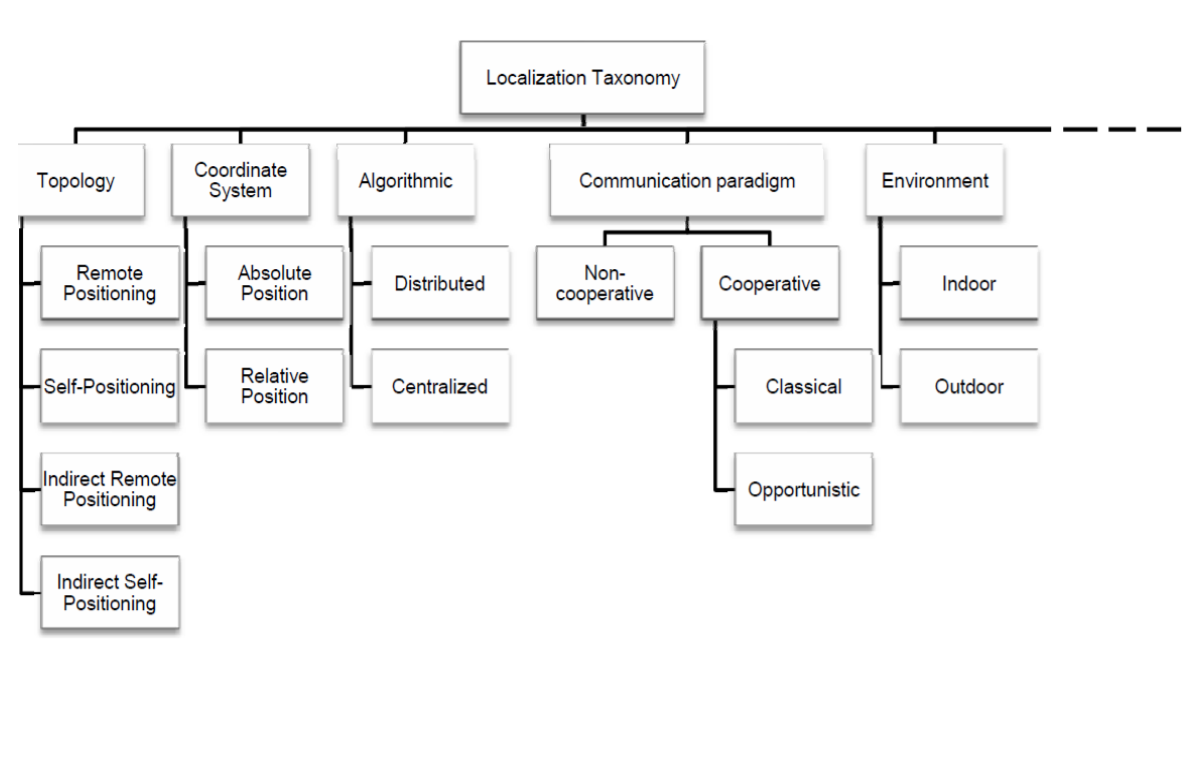 Localization Taxonomy
Topology
Coordinate
System
Algorithmic
Communication paradigm
Environment
Remote
Positioning
Absolute
Position
Distributed
Non-
cooperative
Cooperative
Indoor
Self-Positioning
Relative
Position
Centralized
Classical
Outdoor
Indirect Remote
Positioning
Opportunistic
Indirect Self-
Positioning